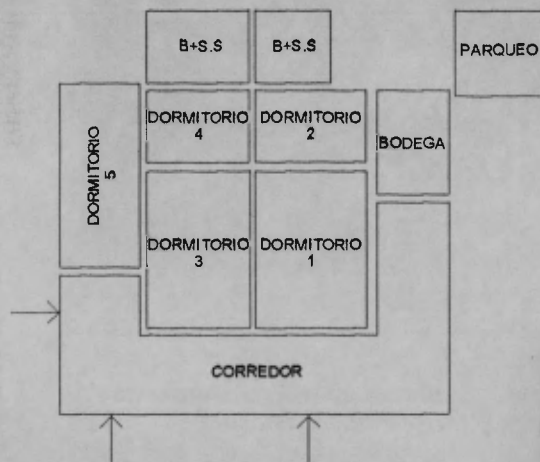 B+S.S
B+S.S
PARQUEO
DORMITORIO
4
DORMITORIO
2
BODEGA
DORMITORIO
5
DORMITORIO
3
DORMITORIO
1
CORREDOR